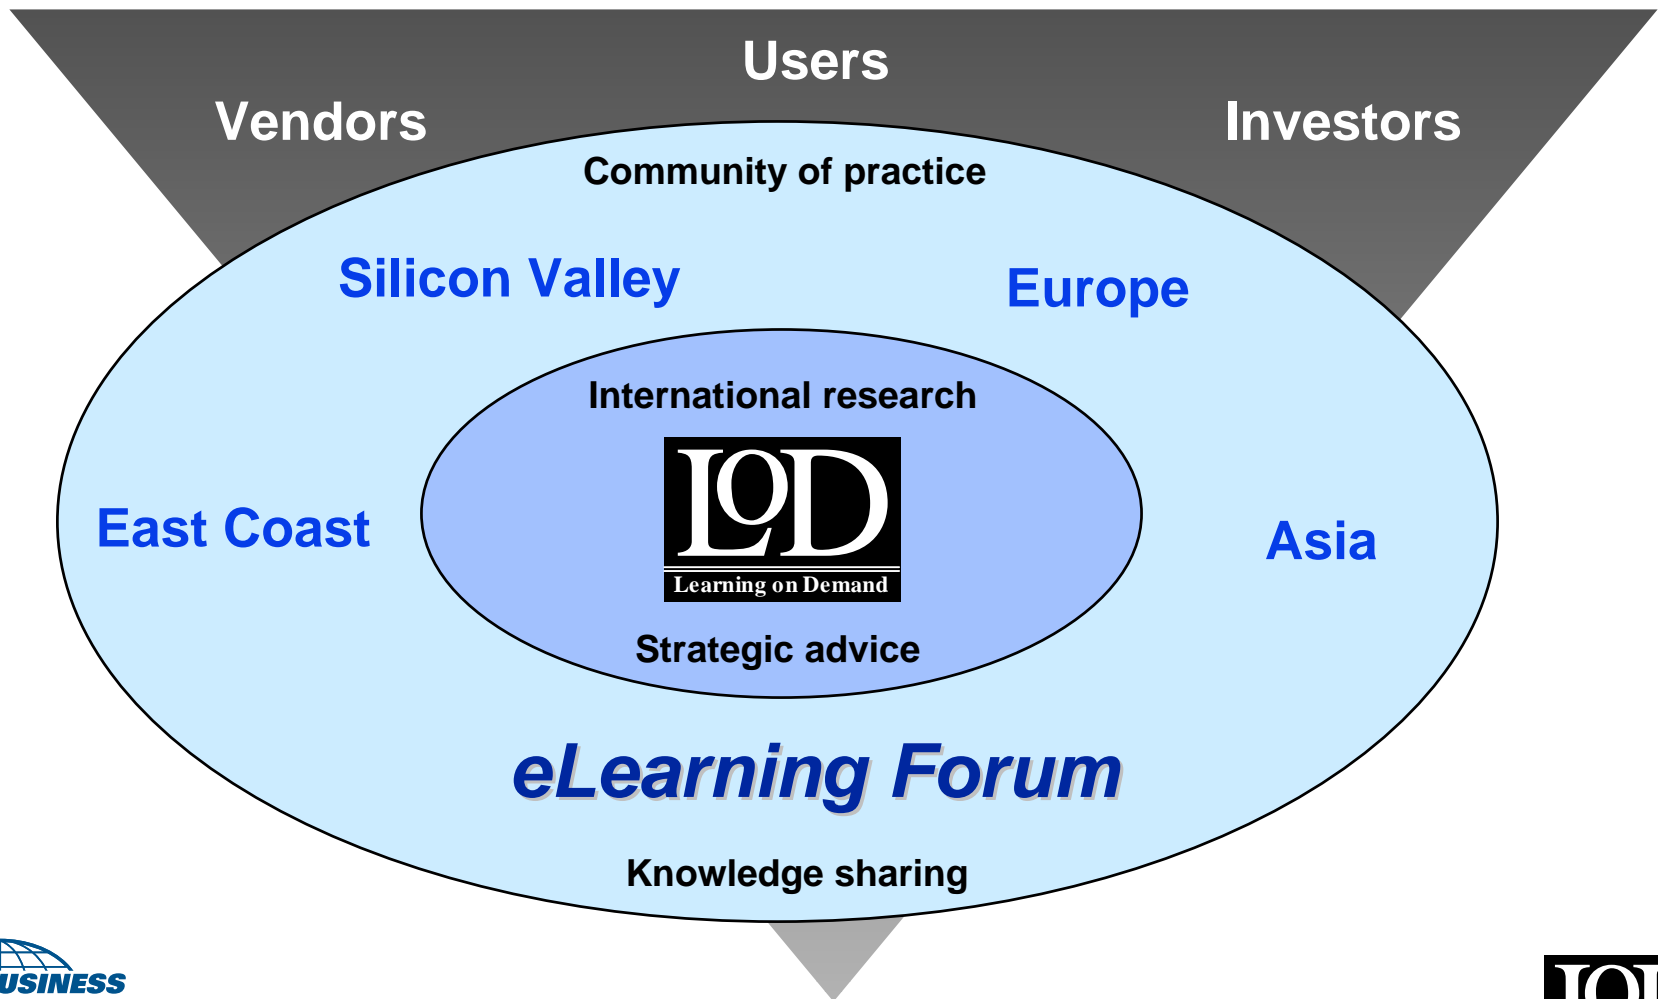 Users
Vendors
Investors
Community of practice
Silicon Valley
Europe
International research
LOD
Learning on Demand
East Coast
Asia
Strategic advice
eLearning Forum
Knowledge sharing